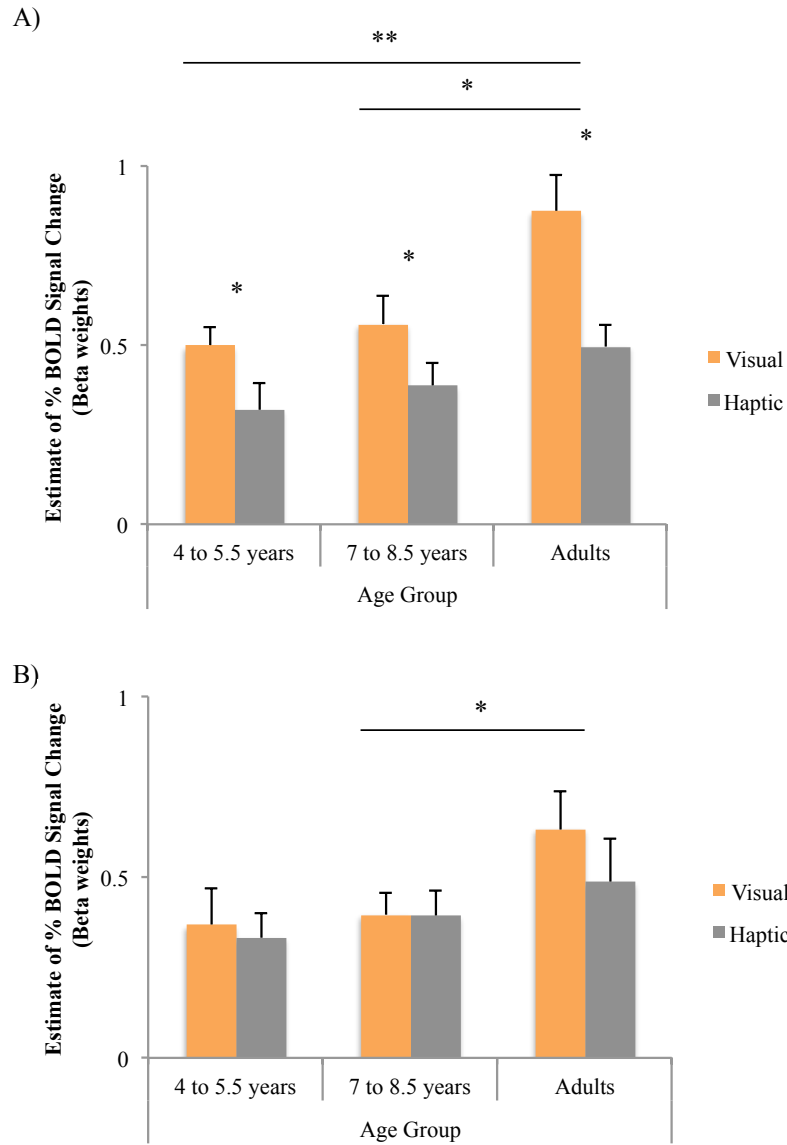 A)
**
*
*
*
*
1
0.5
0
Estimate of % BOLD Signal Change
(Beta weights)
Visual
Haptic
4 to 5.5 years
7 to 8.5 years
Adults
Age Group
B)
*
1
0.5
0
Estimate of % BOLD Signal Change
(Beta weights)
Visual
Haptic
4 to 5.5 years
7 to 8.5 years
Adults
Age Group